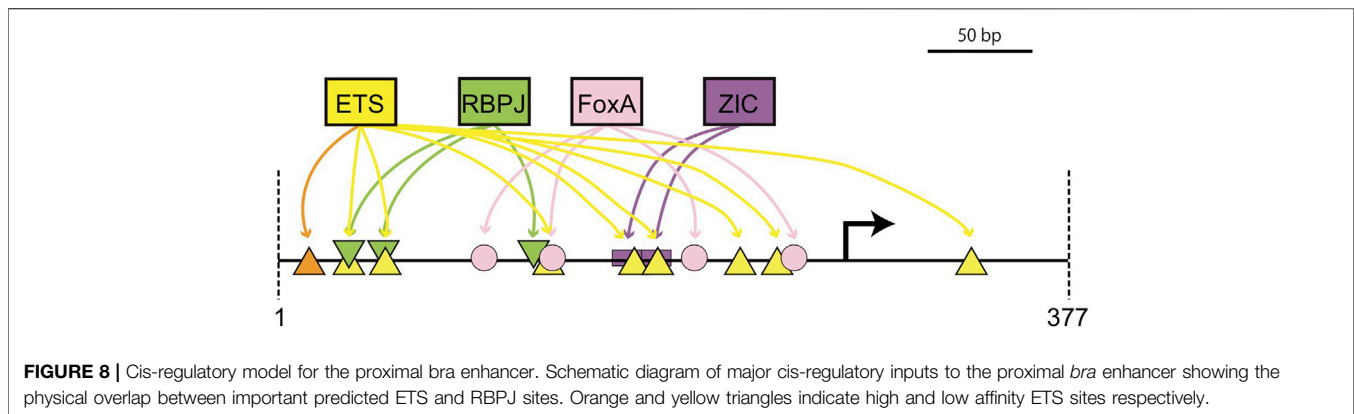 50 bp
ETS RBPJ FoxA ZIC
1 377
FIGURE 8 | Cis-regulatory model for the proximal bra enhancer. Schematic diagram of major cis-regulatory inputs to the proximal bra enhancer showing the
physical overlap between important predicted ETS and RBPJ sites. Orange and yellow triangles indicate high and low affinity ETS sites respectively.